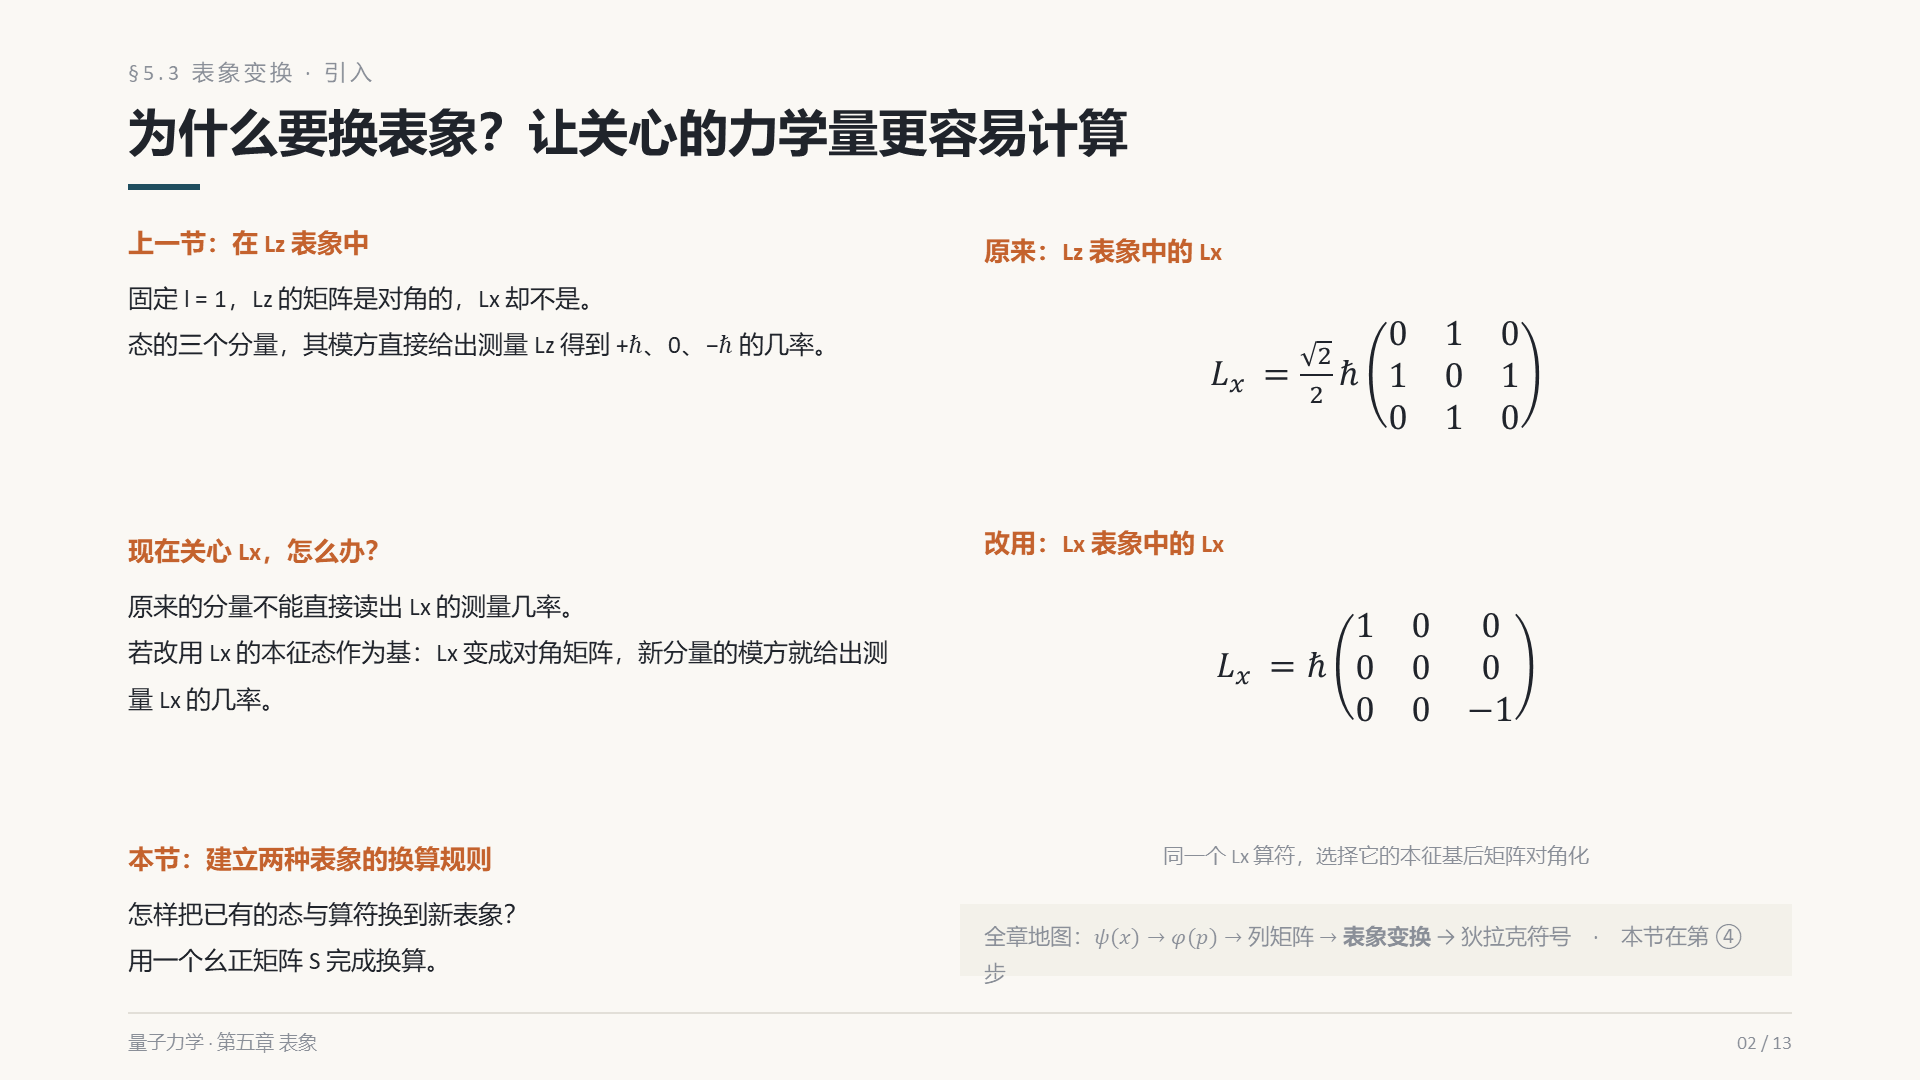 §5.3 表象变换 · 引入
为什么要换表象？让关心的力学量更容易计算
上一节：在 Lz 表象中
固定 l = 1，Lz 的矩阵是对角的，Lx 却不是。
态的三个分量，其模方直接给出测量 Lz 得到 +ℏ、0、−ℏ 的几率。
现在关心 Lx，怎么办？
原来的分量不能直接读出 Lx 的测量几率。
若改用 Lx 的本征态作为基：Lx 变成对角矩阵，新分量的模方就给出测
量 Lx 的几率。
本节：建立两种表象的换算规则
怎样把已有的态与算符换到新表象？
用一个幺正矩阵 S 完成换算。
原来：Lz 表象中的 Lx
L_x = √2/2 ℏ (0 1 0
1 0 1
0 1 0)
改用：Lx 表象中的 Lx
L_x = ℏ (1 0 0
0 0 0
0 0 −1)
同一个 Lx 算符，选择它的本征基后矩阵对角化
全章地图：ψ(x) → φ(p) → 列矩阵 → 表象变换 → 狄拉克符号 · 本节在第 ④
步
量子力学 · 第五章 表象
02 / 13